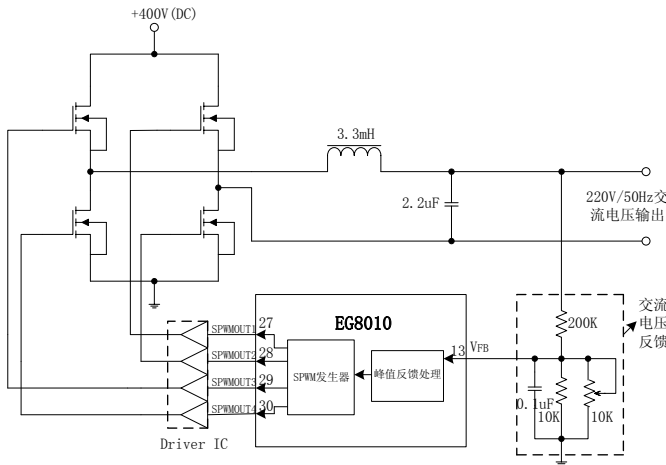 +400V(DC)
3.3mH
2.2uF
220V/50Hz交
流电压输出
EG8010
SPWMOUT1
27
SPWMOUT2
28
SPWMOUT3
29
SPWMOUT4
30
SPWM发生器
峰值反馈处理
13
VFB
200K
交流
电压
反馈
0.1uF
10K
10K
Driver IC